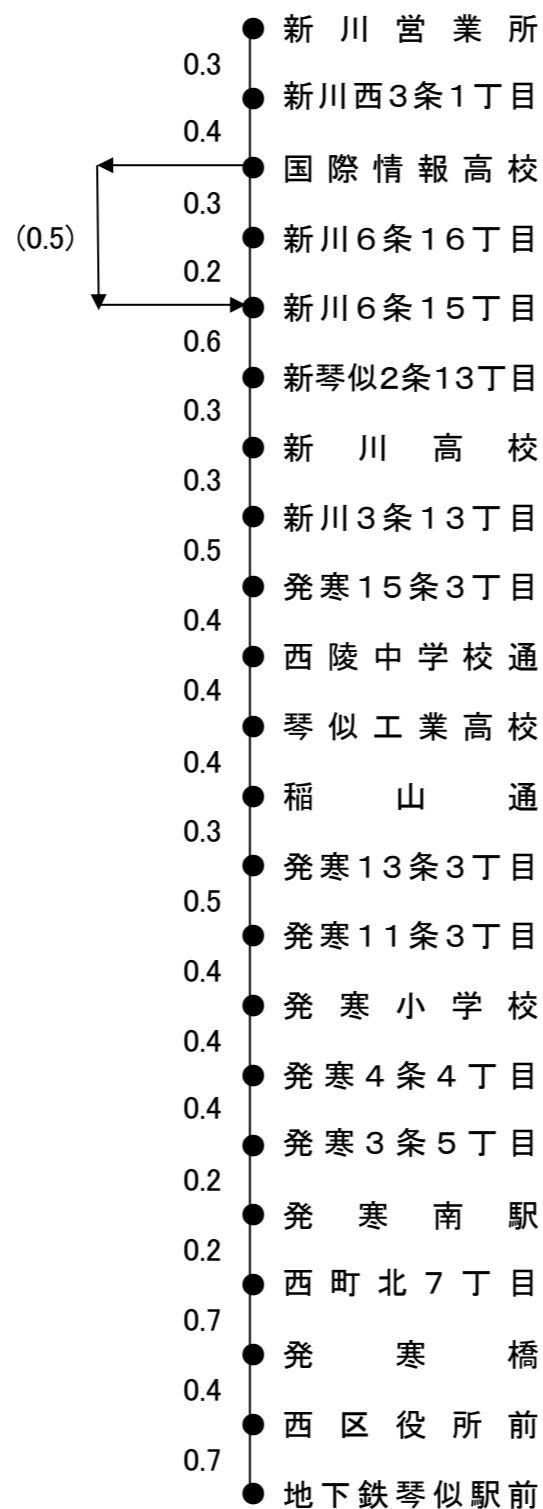 新川営業所
0.3
新川西3条1丁目
0.4
国際情報高校
0.3
(0.5)
新川6条16丁目
0.2
新川6条15丁目
0.6
新琴似2条13丁目
0.3
新川高校
0.3
新川3条13丁目
0.5
発寒15条3丁目
0.4
西陵中学校通
0.4
琴似工業高校
0.4
稲山通
0.3
発寒13条3丁目
0.5
発寒11条3丁目
0.4
発寒小学校
0.4
発寒4条4丁目
0.4
発寒3条5丁目
0.2
発寒南駅
0.2
西町北7丁目
0.7
発寒橋
0.4
西区役所前
0.7
地下鉄琴似駅前